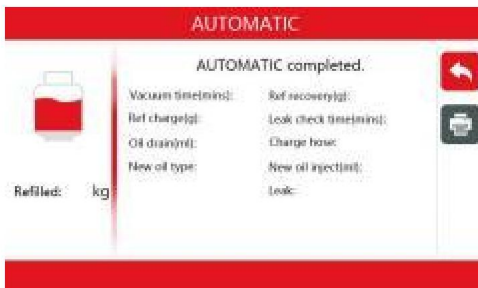 AUTOMATIC
AUTOMATIC completed.
Vacuum time(mins): Ref recovery(g):
Ref charge(g): Leak check time(mins):
Oil drain(ml): Charge hose:
New oil type: New oil inject(ml):
Refilled: kg Leak: